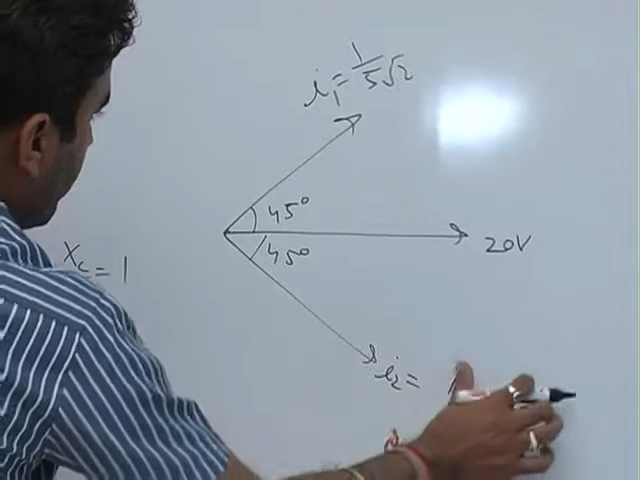 i₁ = 1/5√2
45°
20V
45°
X_C = 1
i₂ =